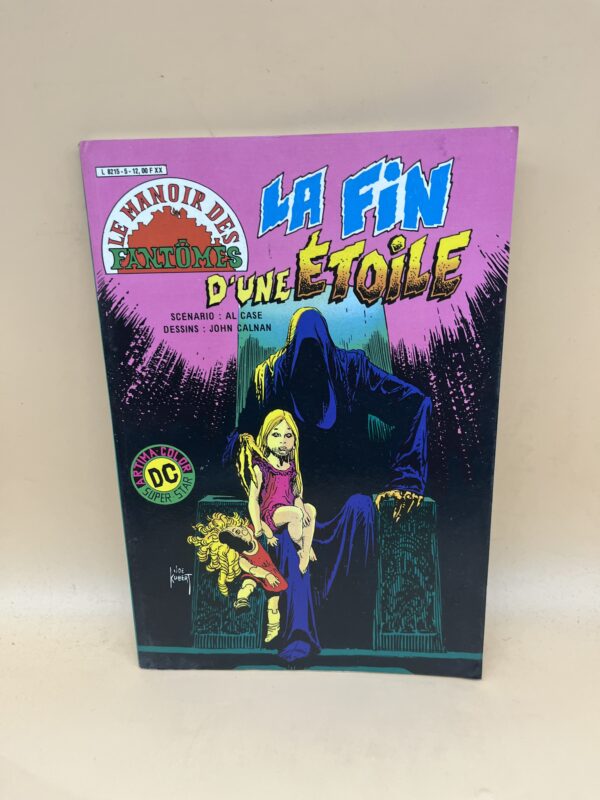 L 8215 - 5 - 12,00 F XX
LE MANOIR DES
FANTÔMES
LA FiN
D'UNE ÉTOiLE
SCENARIO : AL CASE
DESSINS : JOHN CALNAN
ARTIMA COLOR
DC
SUPER STAR
JOE
KUBERT